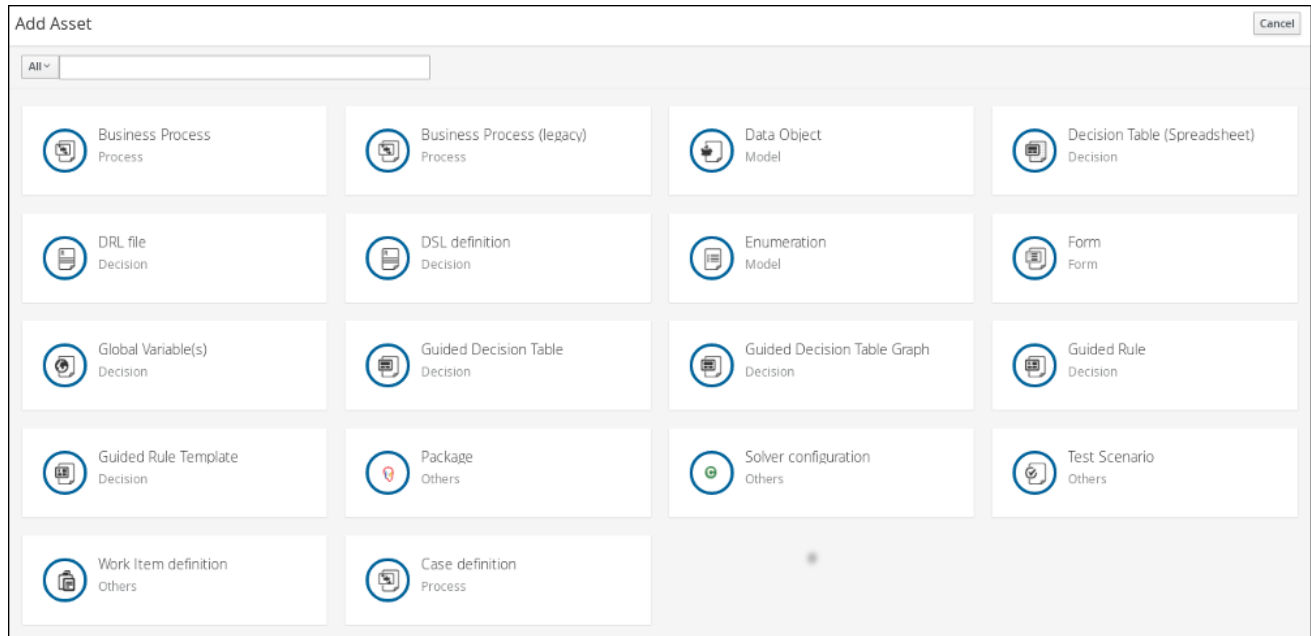 Add Asset
Cancel
All
Business Process
Process
Business Process (legacy)
Process
Data Object
Model
Decision Table (Spreadsheet)
Decision
DRL file
Decision
DSL definition
Decision
Enumeration
Model
Form
Form
Global Variable(s)
Decision
Guided Decision Table
Decision
Guided Decision Table Graph
Decision
Guided Rule
Decision
Guided Rule Template
Decision
Package
Others
Solver configuration
Others
Test Scenario
Others
Work Item definition
Others
Case definition
Process